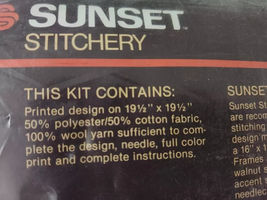 SUNSET
STITCHERY
THIS KIT CONTAINS:
Printed design on 19½" x 19½"
50% polyester/50% cotton fabric,
100% wool yarn sufficient to com-
plete the design, needle, full color
print and complete instructions.
SUNSE
Sunset St
are recom
stitching
design m
a 16" x 1
Frames
walnut s
accent
needlec